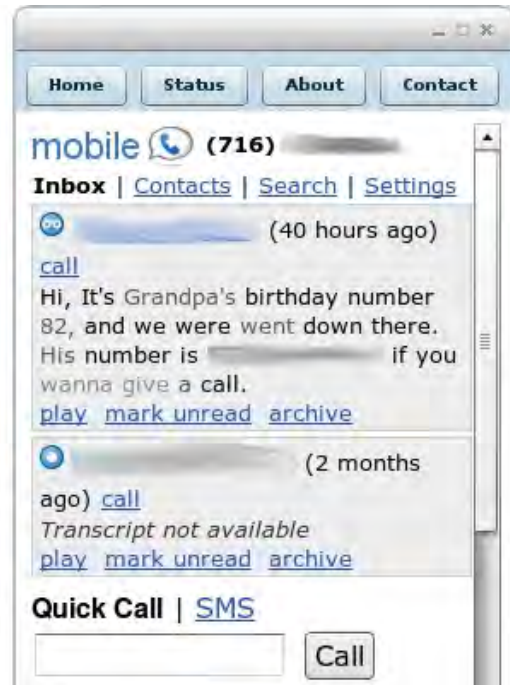 Home Status About Contact
mobile (716)
Inbox | Contacts | Search | Settings
(40 hours ago)
call
Hi, It's Grandpa's birthday number
82, and we were went down there.
His number is if you
wanna give a call.
play mark unread archive
(2 months
ago) call
Transcript not available
play mark unread archive
Quick Call | SMS
Call